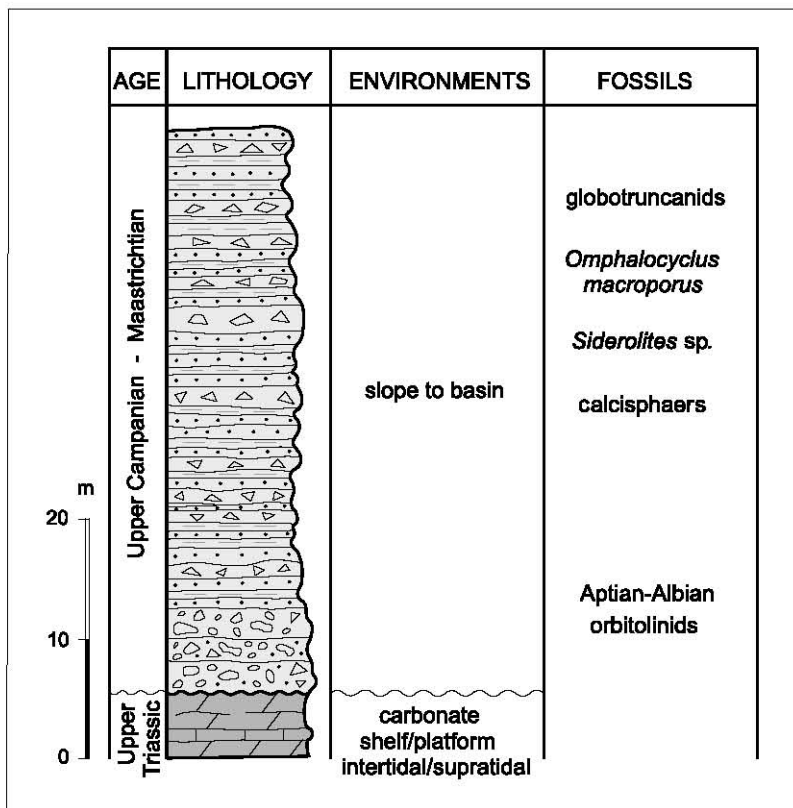 AGE LITHOLOGY ENVIRONMENTS FOSSILS
Upper Campanian - Maastrichtian
globotruncanids
Omphalocyclus
macroporus
Siderolites sp.
slope to basin
calcisphaers
m
20
Aptian-Albian
orbitolinids
10
Upper
Triassic
carbonate
shelf/platform
intertidal/supratidal
0